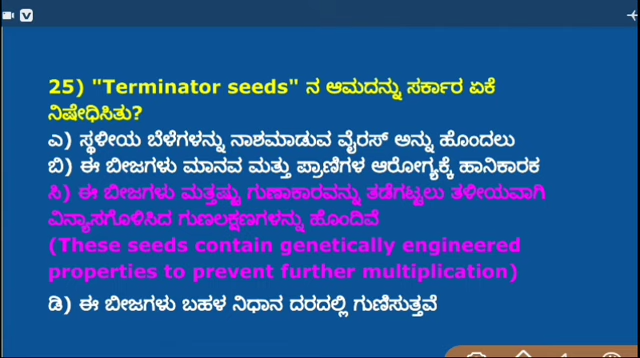 25) "Terminator seeds" ನ ಆಮದನ್ನು ಸರ್ಕಾರ ಏಕೆ
ನಿಷೇಧಿಸಿತು?
ಎ) ಸ್ಥಳೀಯ ಬೆಳೆಗಳನ್ನು ನಾಶಮಾಡುವ ವೈರಸ್ ಅನ್ನು ಹೊಂದಲು
ಬಿ) ಈ ಬೀಜಗಳು ಮಾನವ ಮತ್ತು ಪ್ರಾಣಿಗಳ ಆರೋಗ್ಯಕ್ಕೆ ಹಾನಿಕಾರಕ
ಸಿ) ಈ ಬೀಜಗಳು ಮತ್ತಷ್ಟು ಗುಣಾಕಾರವನ್ನು ತಡೆಗಟ್ಟಲು ತಳೀಯವಾಗಿ
ವಿನ್ಯಾಸಗೊಳಿಸಿದ ಗುಣಲಕ್ಷಣಗಳನ್ನು ಹೊಂದಿವೆ
(These seeds contain genetically engineered
properties to prevent further multiplication)
ಡಿ) ಈ ಬೀಜಗಳು ಬಹಳ ನಿಧಾನ ದರದಲ್ಲಿ ಗುಣಿಸುತ್ತವೆ